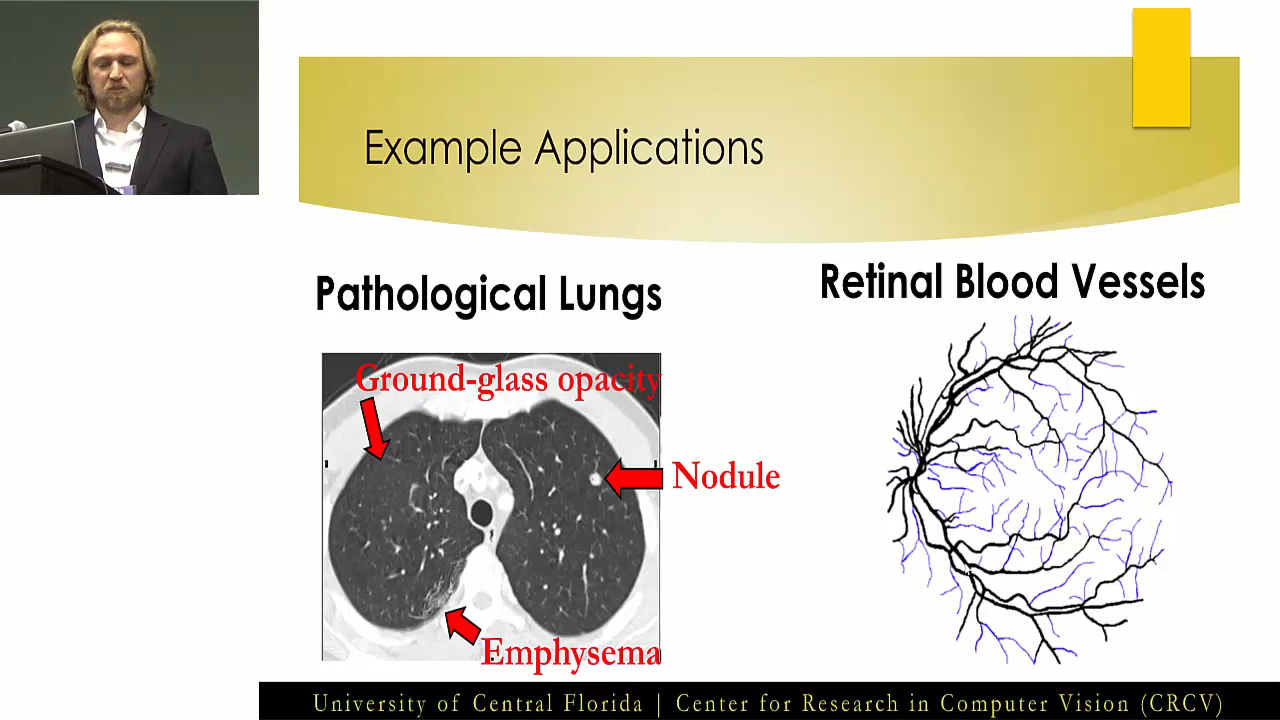 Example Applications
Pathological Lungs
Retinal Blood Vessels
Ground-glass opacity
Nodule
Emphysema
University of Central Florida | Center for Research in Computer Vision (CRCV)